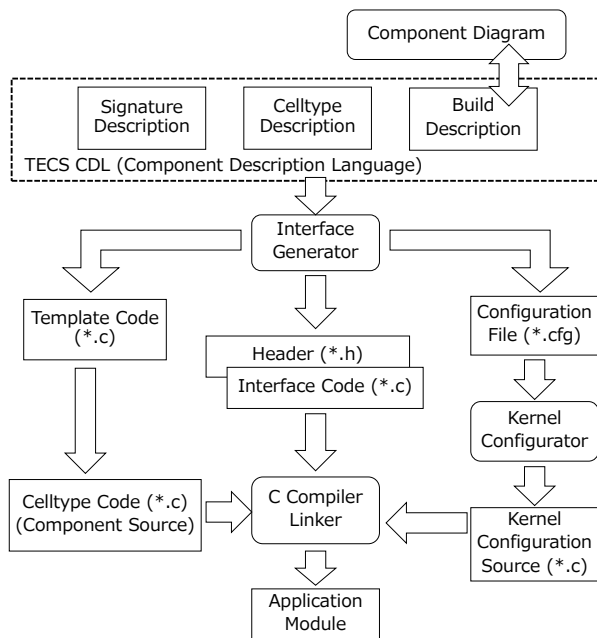 Component Diagram
Signature
Description
Celltype
Description
Build
Description
TECS CDL (Component Description Language)
Interface
Generator
Template Code
(*.c)
Header (*.h)
Interface Code (*.c)
Configuration
File (*.cfg)
Kernel
Configurator
Celltype Code (*.c)
(Component Source)
C Compiler
Linker
Kernel
Configuration
Source (*.c)
Application
Module